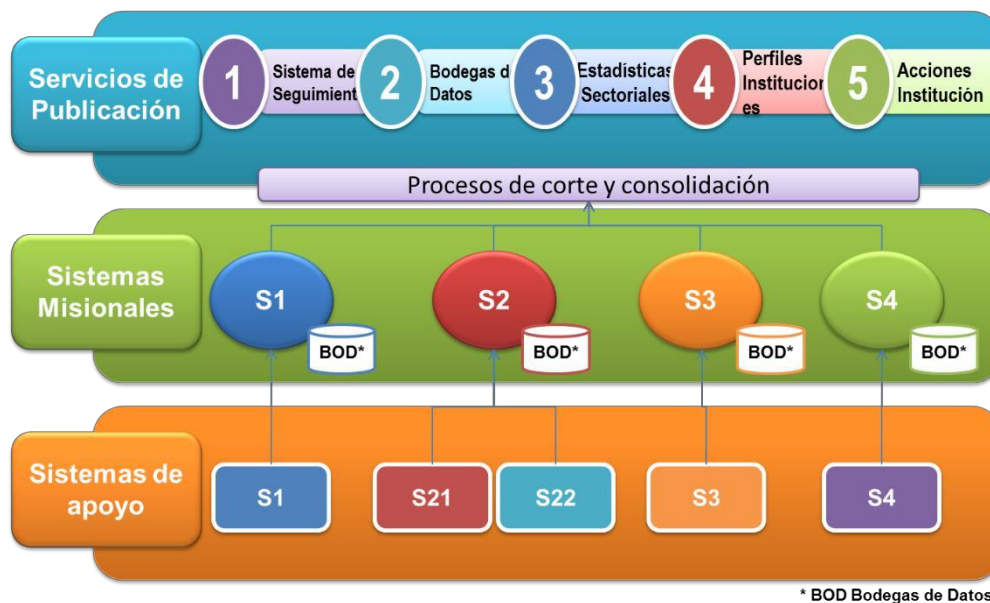 Servicios de
Publicación
1
Sistema de
Seguimient
2
Bodegas d
Datos
3
Estadísticas
Sectoriales
4
Perfiles
Institucion
es
5
Acciones
Institución
Procesos de corte y consolidación
Sistemas
Misionales
S1
BOD*
S2
BOD*
S3
BOD*
S4
BOD*
Sistemas de
apoyo
S1
S21
S22
S3
S4
* BOD Bodegas de Datos